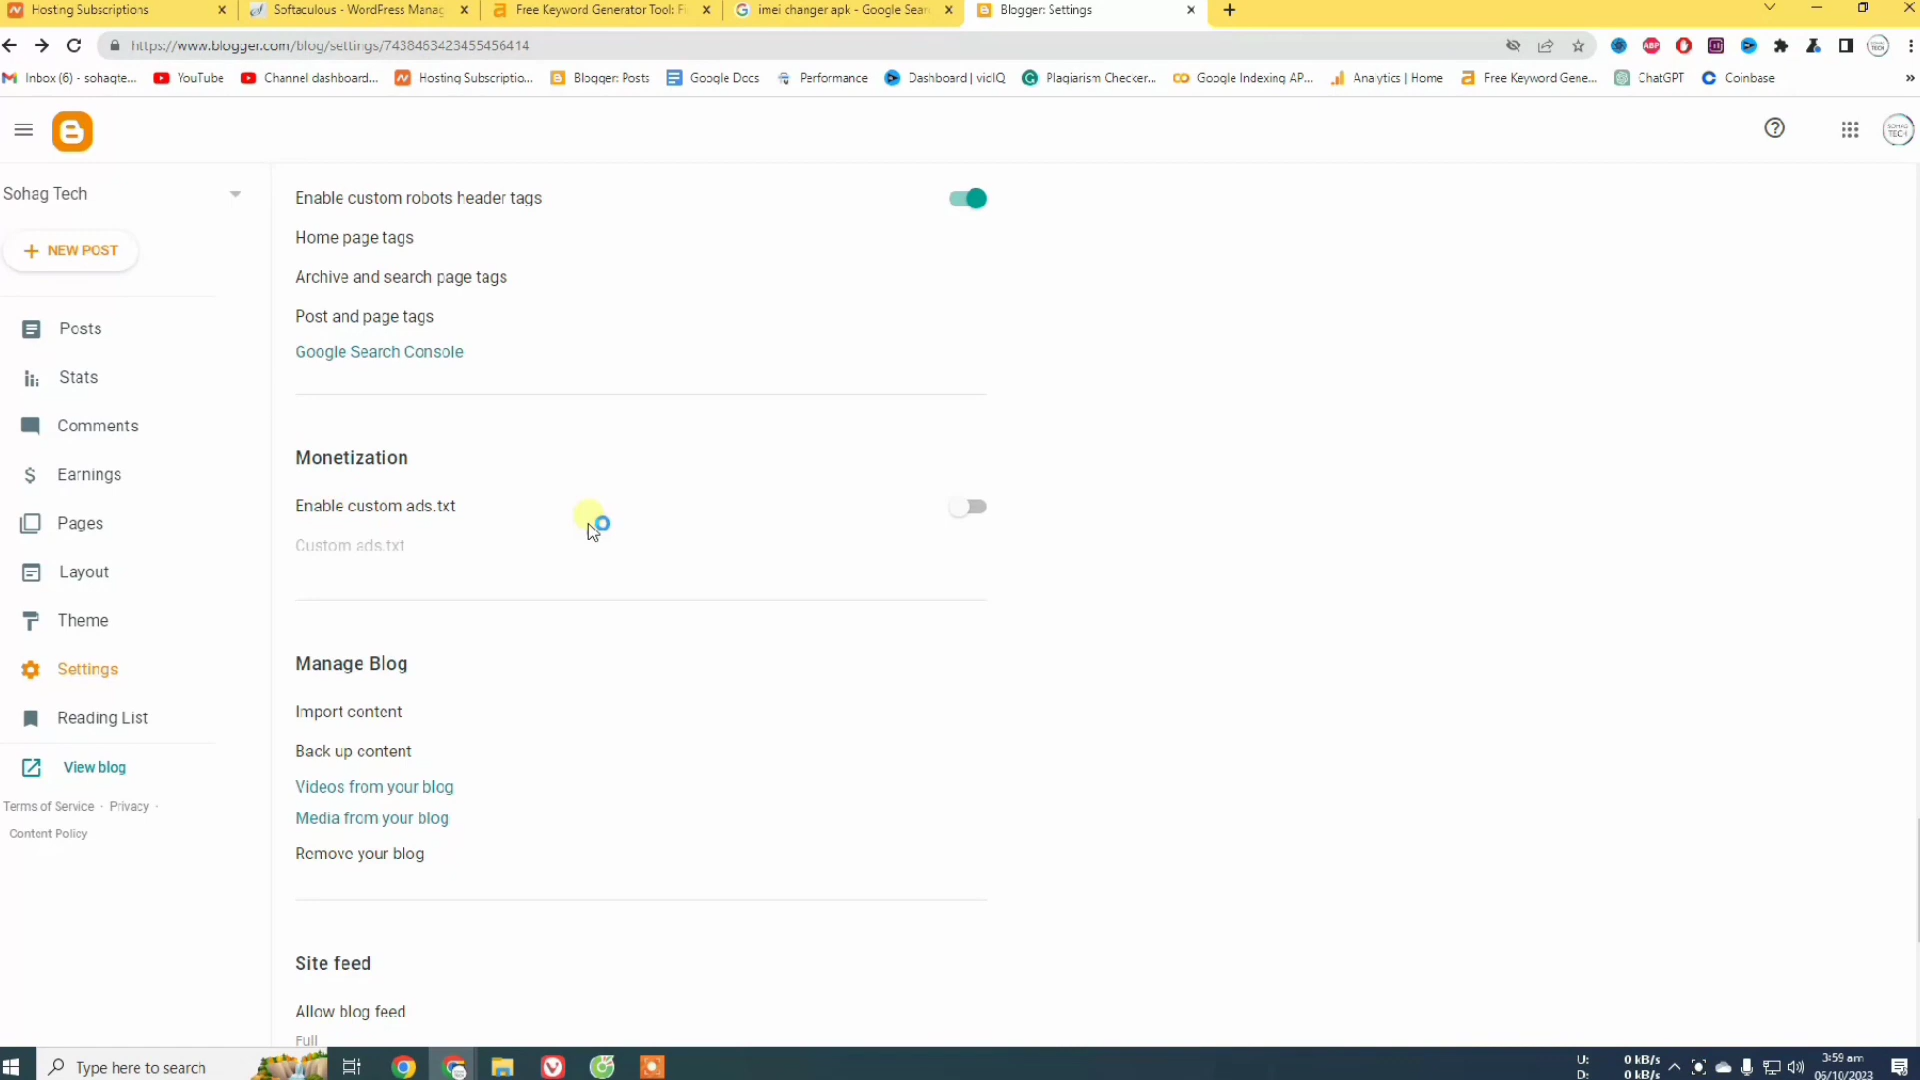 Hosting Subscriptions
Softaculous - WordPress Manag
Free Keyword Generator Tool: Fi
imei changer apk - Google Sear
Blogger: Settings
https://www.blogger.com/blog/settings/7438463423455456414
Inbox (6) - sohagte...
YouTube
Channel dashboard...
Hosting Subscriptio...
Blogger: Posts
Google Docs
Performance
Dashboard | vidIQ
Plagiarism Checker...
Google Indexing AP...
Analytics | Home
Free Keyword Gene...
ChatGPT
Coinbase
»
Sohag Tech
+ NEW POST
Posts
Stats
Comments
Earnings
Pages
Layout
Theme
Settings
Reading List
View blog
Terms of Service · Privacy ·
Content Policy
Enable custom robots header tags
Home page tags
Archive and search page tags
Post and page tags
Google Search Console
Monetization
Enable custom ads.txt
Custom ads.txt
Manage Blog
Import content
Back up content
Videos from your blog
Media from your blog
Remove your blog
Site feed
Allow blog feed
Full
Type here to search
U: 0 kB/s
D: 0 kB/s
3:59 am
06/10/2023